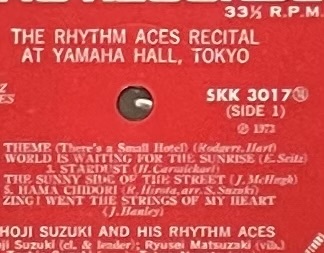 33⅓ R.P.M.
THE RHYTHM ACES RECITAL
AT YAMAHA HALL, TOKYO
SKK 3017
(SIDE 1)
Ⓟ 1973
THEME (There's a Small Hotel) (Rodgers, Hart)
WORLD IS WAITING FOR THE SUNRISE (E. Seitz)
3. STARDUST (H. Carmichael)
THE SUNNY SIDE OF THE STREET (J. McHugh)
5. HAMA CHIDORI (R. Hirota, arr. S. Suzuki)
ZING! WENT THE STRINGS OF MY HEART
(J. Hanley)
HOJI SUZUKI AND HIS RHYTHM ACES
oji Suzuki (cl. & leader); Ryusei Matsuzaki (vib.)